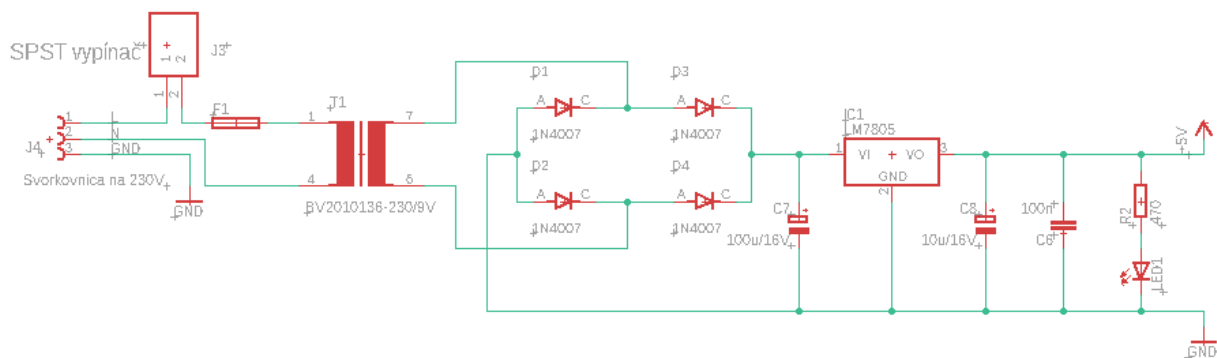 SPST vypínač
J3
1
2
1
2
1
2
3
J4
L
N
GND
Svorkovnica na 230V
GND
F1
T1
1
4
7
6
BV2010136-230/9V
D1
A
C
1N4007
D2
A
C
1N4007
D3
A
C
1N4007
D4
A
C
1N4007
C7
100u/16V
LM7805
1
VI
VO
3
GND
2
C8
10u/16V
100n
C6
R2
470
LED1
+5V
GND